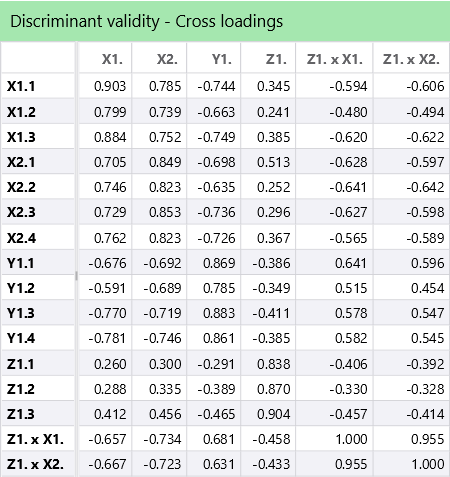 Discriminant validity - Cross loadings
X1. X2. Y1. Z1. Z1. x X1. Z1. x X2.
X1.1 0.903 0.785 -0.744 0.345 -0.594 -0.606
X1.2 0.799 0.739 -0.663 0.241 -0.480 -0.494
X1.3 0.884 0.752 -0.749 0.385 -0.620 -0.622
X2.1 0.705 0.849 -0.698 0.513 -0.628 -0.597
X2.2 0.746 0.823 -0.635 0.252 -0.641 -0.642
X2.3 0.729 0.853 -0.736 0.296 -0.627 -0.598
X2.4 0.762 0.823 -0.726 0.367 -0.565 -0.589
Y1.1 -0.676 -0.692 0.869 -0.386 0.641 0.596
Y1.2 -0.591 -0.689 0.785 -0.349 0.515 0.454
Y1.3 -0.770 -0.719 0.883 -0.411 0.578 0.547
Y1.4 -0.781 -0.746 0.861 -0.385 0.582 0.545
Z1.1 0.260 0.300 -0.291 0.838 -0.406 -0.392
Z1.2 0.288 0.335 -0.389 0.870 -0.330 -0.328
Z1.3 0.412 0.456 -0.465 0.904 -0.457 -0.414
Z1. x X1. -0.657 -0.734 0.681 -0.458 1.000 0.955
Z1. x X2. -0.667 -0.723 0.631 -0.433 0.955 1.000